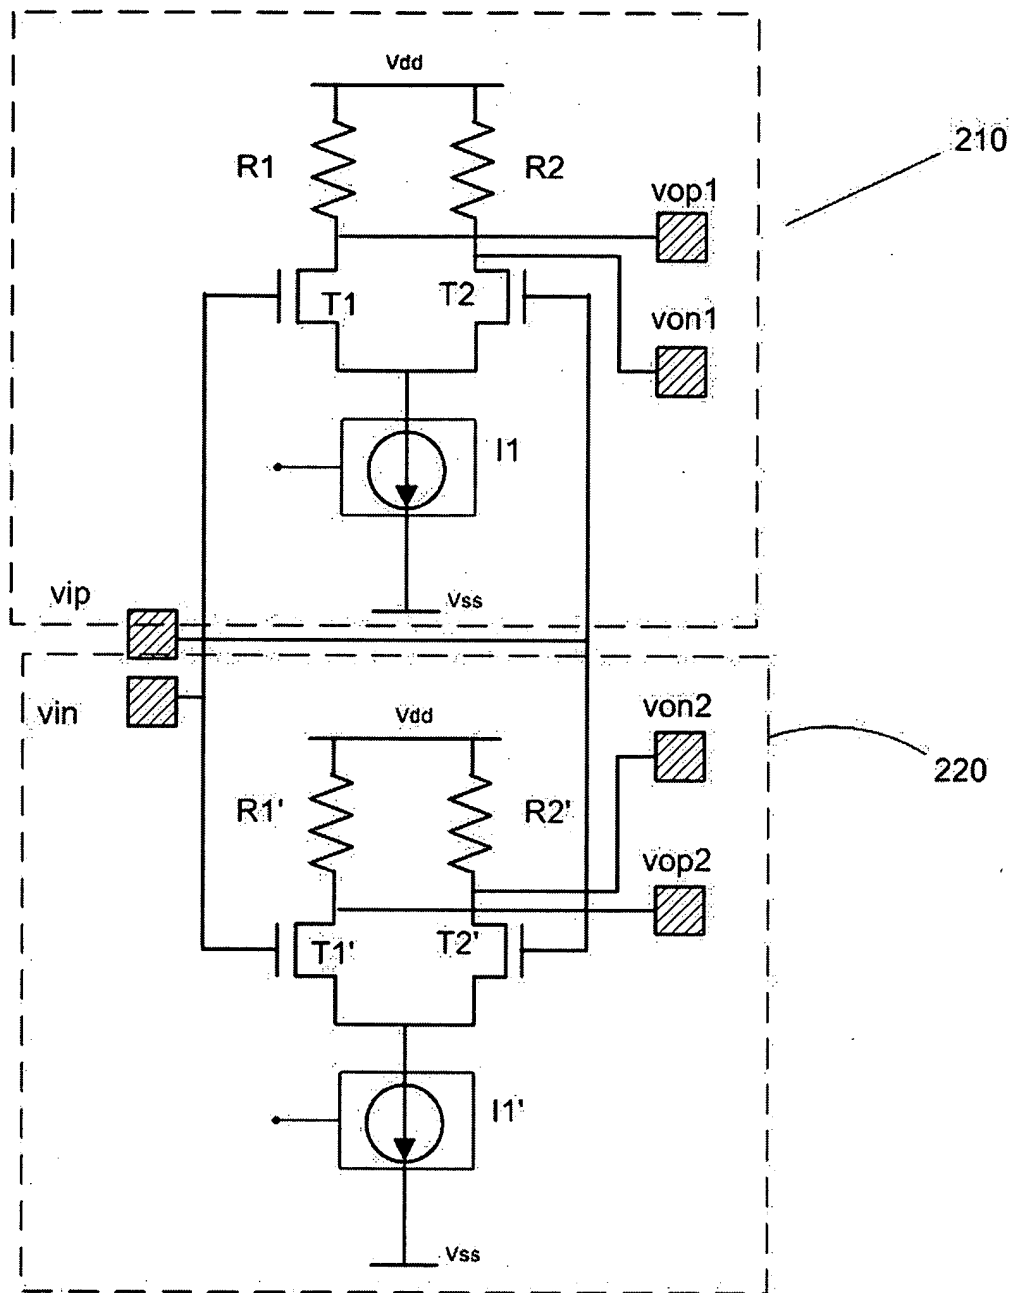 Vdd
210
R1
R2
vop1
T1
T2
von1
I1
vip
Vss
vin
von2
Vdd
220
R1'
R2'
vop2
T1'
T2'
I1'
Vss